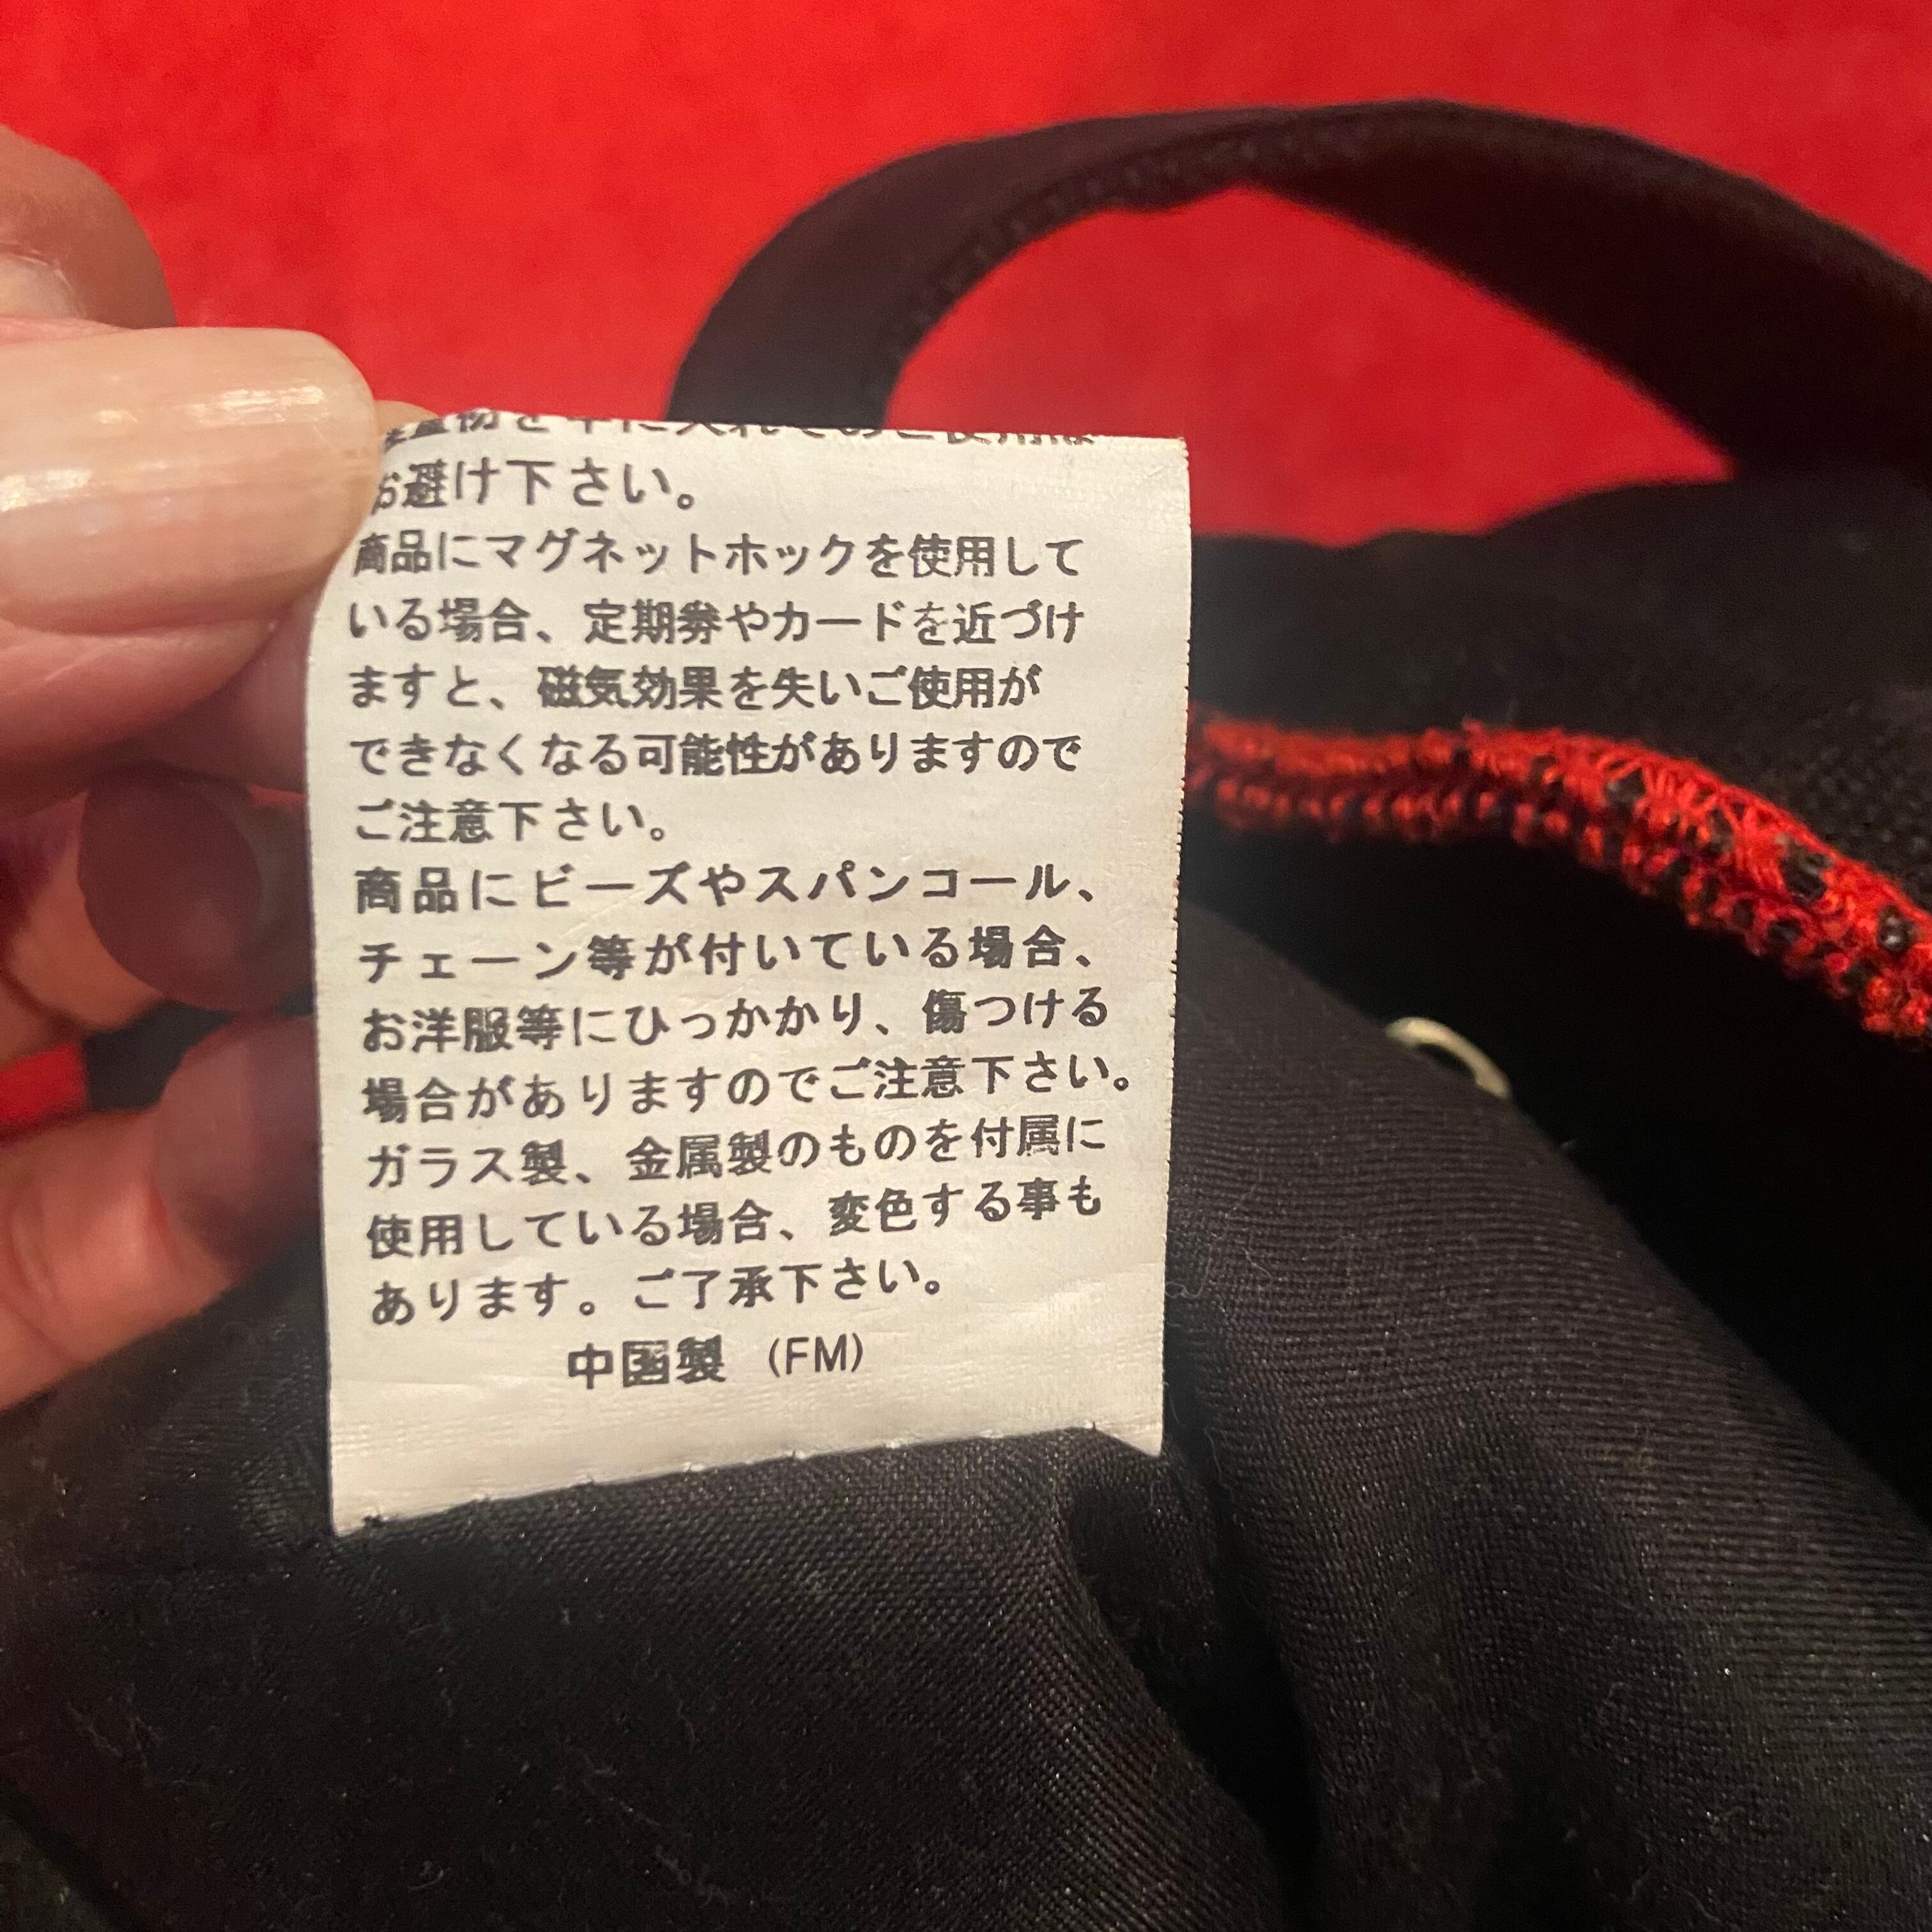 お避け下さい。
商品にマグネットホックを使用して
いる場合、定期券やカードを近づけ
ますと、磁気効果を失いご使用が
できなくなる可能性がありますので
ご注意下さい。
商品にビーズやスパンコール、
チェーン等が付いている場合、
お洋服等にひっかかり、傷つける
場合がありますのでご注意下さい。
ガラス製、金属製のものを付属に
使用している場合、変色する事も
あります。ご了承下さい。
中国製 (FM)